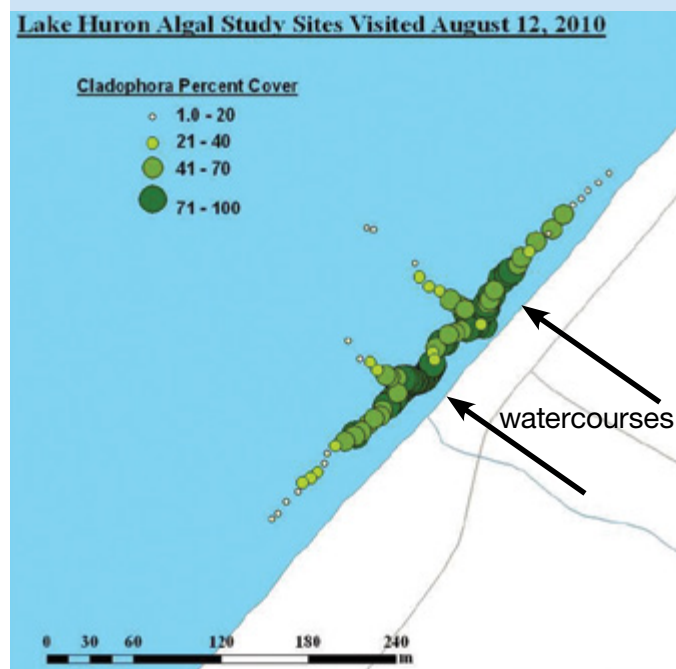 Lake Huron Algal Study Sites Visited August 12, 2010
Cladophora Percent Cover
1.0 - 20
21 - 40
41 - 70
71 - 100
watercourses
0 30 60 120 180 240
m